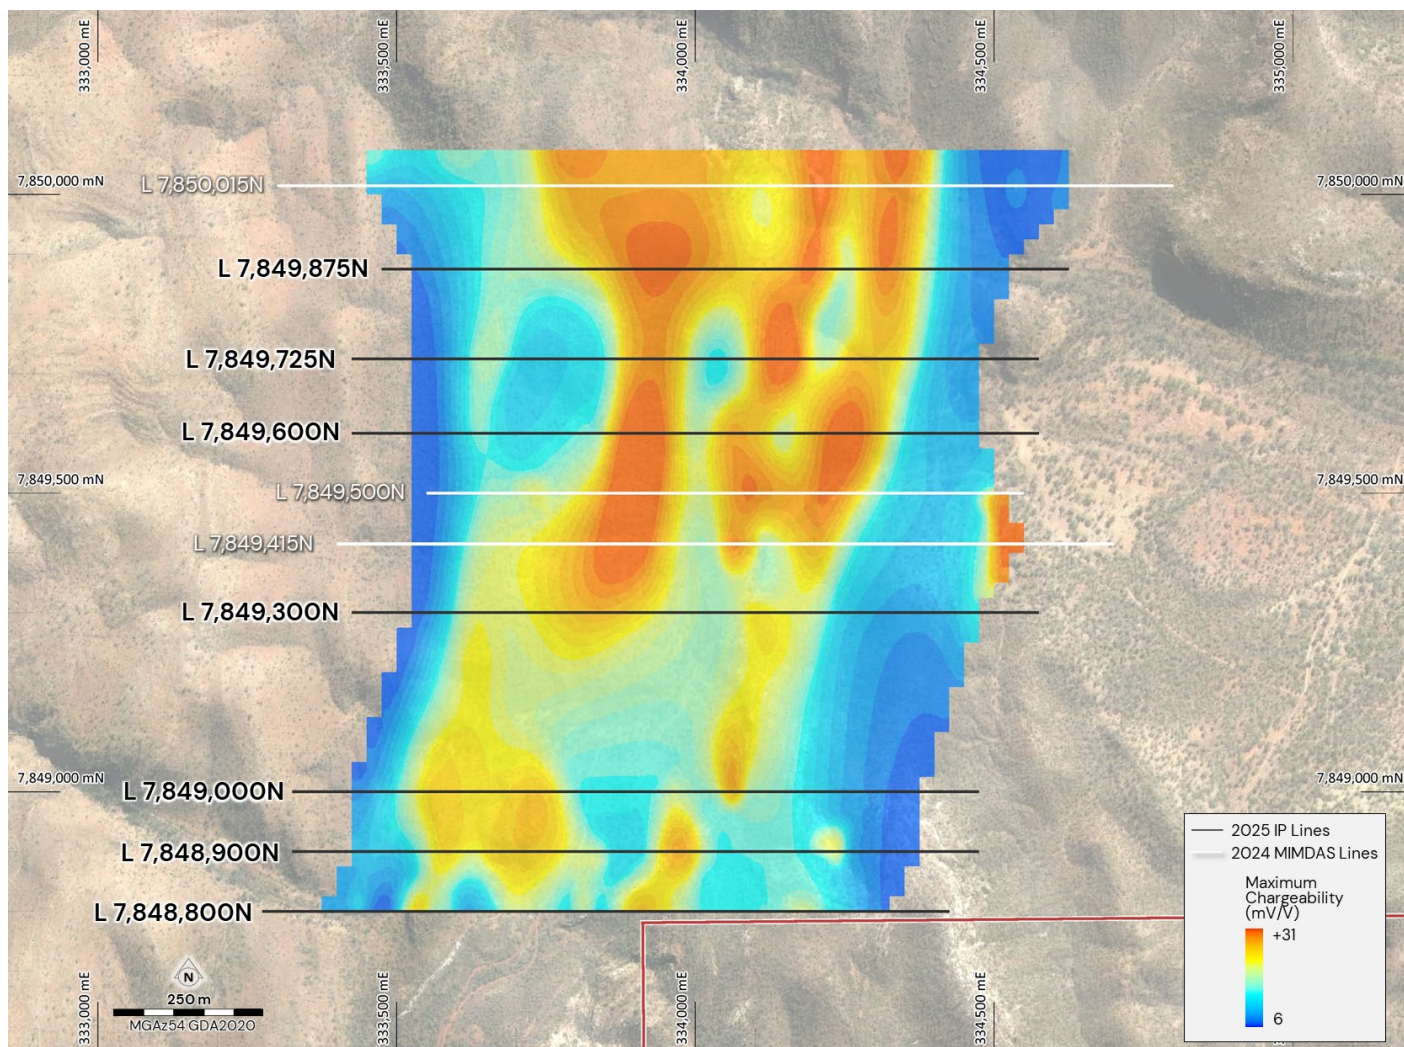 333,000 mE
333,500 mE
334,000 mE
334,500 mE
335,000 mE
7,850,000 mN
L 7,850,015N
7,850,000 mN
L 7,849,875N
L 7,849,725N
L 7,849,600N
7,849,500 mN
L 7,849,500N
7,849,500 mN
L 7,849,415N
L 7,849,300N
7,849,000 mN
L 7,849,000N
7,849,000 mN
L 7,848,900N
L 7,848,800N
2025 IP Lines
2024 MIMDAS Lines
Maximum
Chargeability
(mV/V)
+31
6
N
250 m
MGAz54 GDA2020
333,000 mE
333,500 mE
334,000 mE
334,500 mE